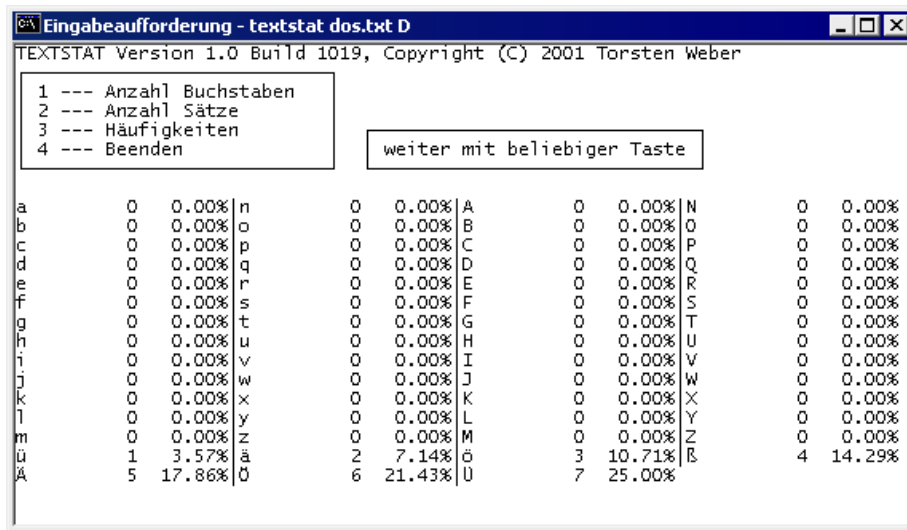 Eingabeaufforderung - textstat dos.txt D
TEXTSTAT Version 1.0 Build 1019, Copyright (C) 2001 Torsten Weber
1 --- Anzahl Buchstaben
2 --- Anzahl Sätze
3 --- Häufigkeiten
4 --- Beenden
weiter mit beliebiger Taste
a 0 0.00%|n 0 0.00%|A 0 0.00%|N 0 0.00%
b 0 0.00%|o 0 0.00%|B 0 0.00%|O 0 0.00%
c 0 0.00%|p 0 0.00%|C 0 0.00%|P 0 0.00%
d 0 0.00%|q 0 0.00%|D 0 0.00%|Q 0 0.00%
e 0 0.00%|r 0 0.00%|E 0 0.00%|R 0 0.00%
f 0 0.00%|s 0 0.00%|F 0 0.00%|S 0 0.00%
g 0 0.00%|t 0 0.00%|G 0 0.00%|T 0 0.00%
h 0 0.00%|u 0 0.00%|H 0 0.00%|U 0 0.00%
i 0 0.00%|v 0 0.00%|I 0 0.00%|V 0 0.00%
j 0 0.00%|w 0 0.00%|J 0 0.00%|W 0 0.00%
k 0 0.00%|x 0 0.00%|K 0 0.00%|X 0 0.00%
l 0 0.00%|y 0 0.00%|L 0 0.00%|Y 0 0.00%
m 0 0.00%|z 0 0.00%|M 0 0.00%|Z 0 0.00%
ü 1 3.57%|ä 2 7.14%|ö 3 10.71%|ß 4 14.29%
Ä 5 17.86%|Ö 6 21.43%|Ü 7 25.00%